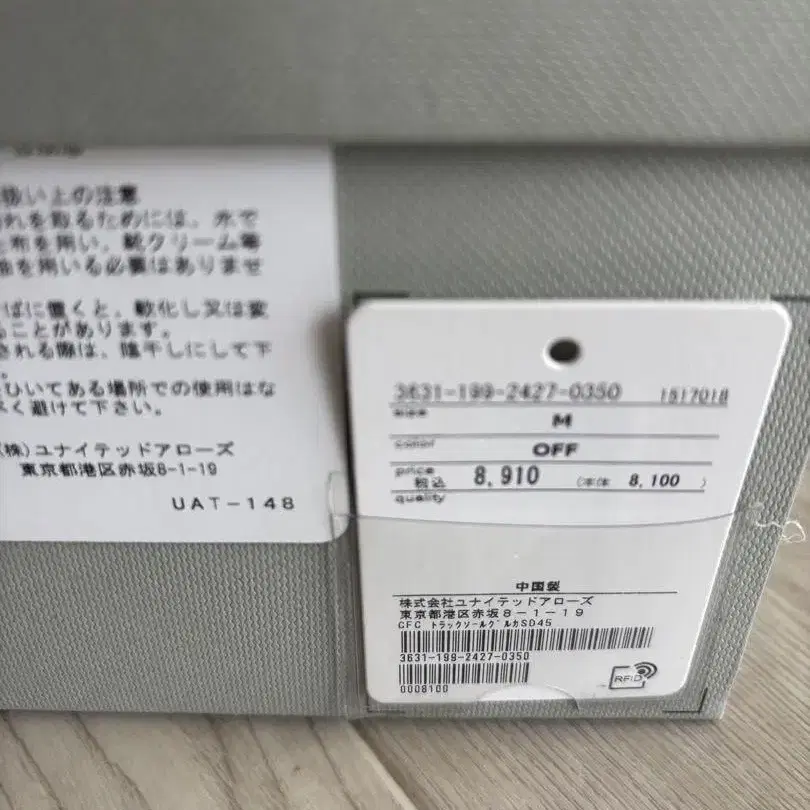 扱い上の注意
れを知るためには、水で
布を用い、靴クリーム等
油を用いる必要はありませ
ばに置くと、軟化し又は変
ることがあります。
される際は、陰干しにして下
ひいてある場所での使用はな
く避けて下さい。
(株)ユナイテッドアローズ
東京都港区赤坂8-1-19
UAT-148
3631-199-2427-0350 1517018
size M
color OFF
price 税込 8,910 (本体 8,100 )
quality
中国製
株式会社ユナイテッドアローズ
東京都港区赤坂8-1-19
CFC トラックソールグルカSD45
3631-199-2427-0350
0008100
RFID